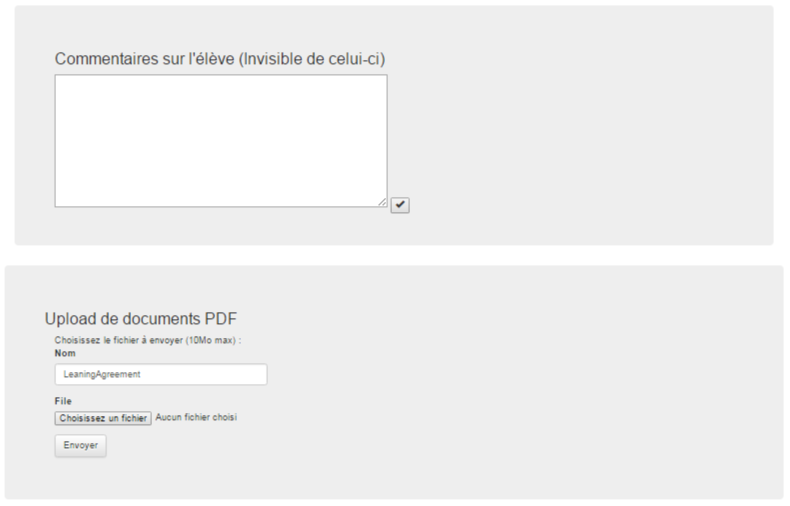 Commentaires sur l'élève (Invisible de celui-ci)
Upload de documents PDF
Choisissez le fichier à envoyer (10Mo max) :
Nom
LeaningAgreement
File
Choisissez un fichier Aucun fichier choisi
Envoyer